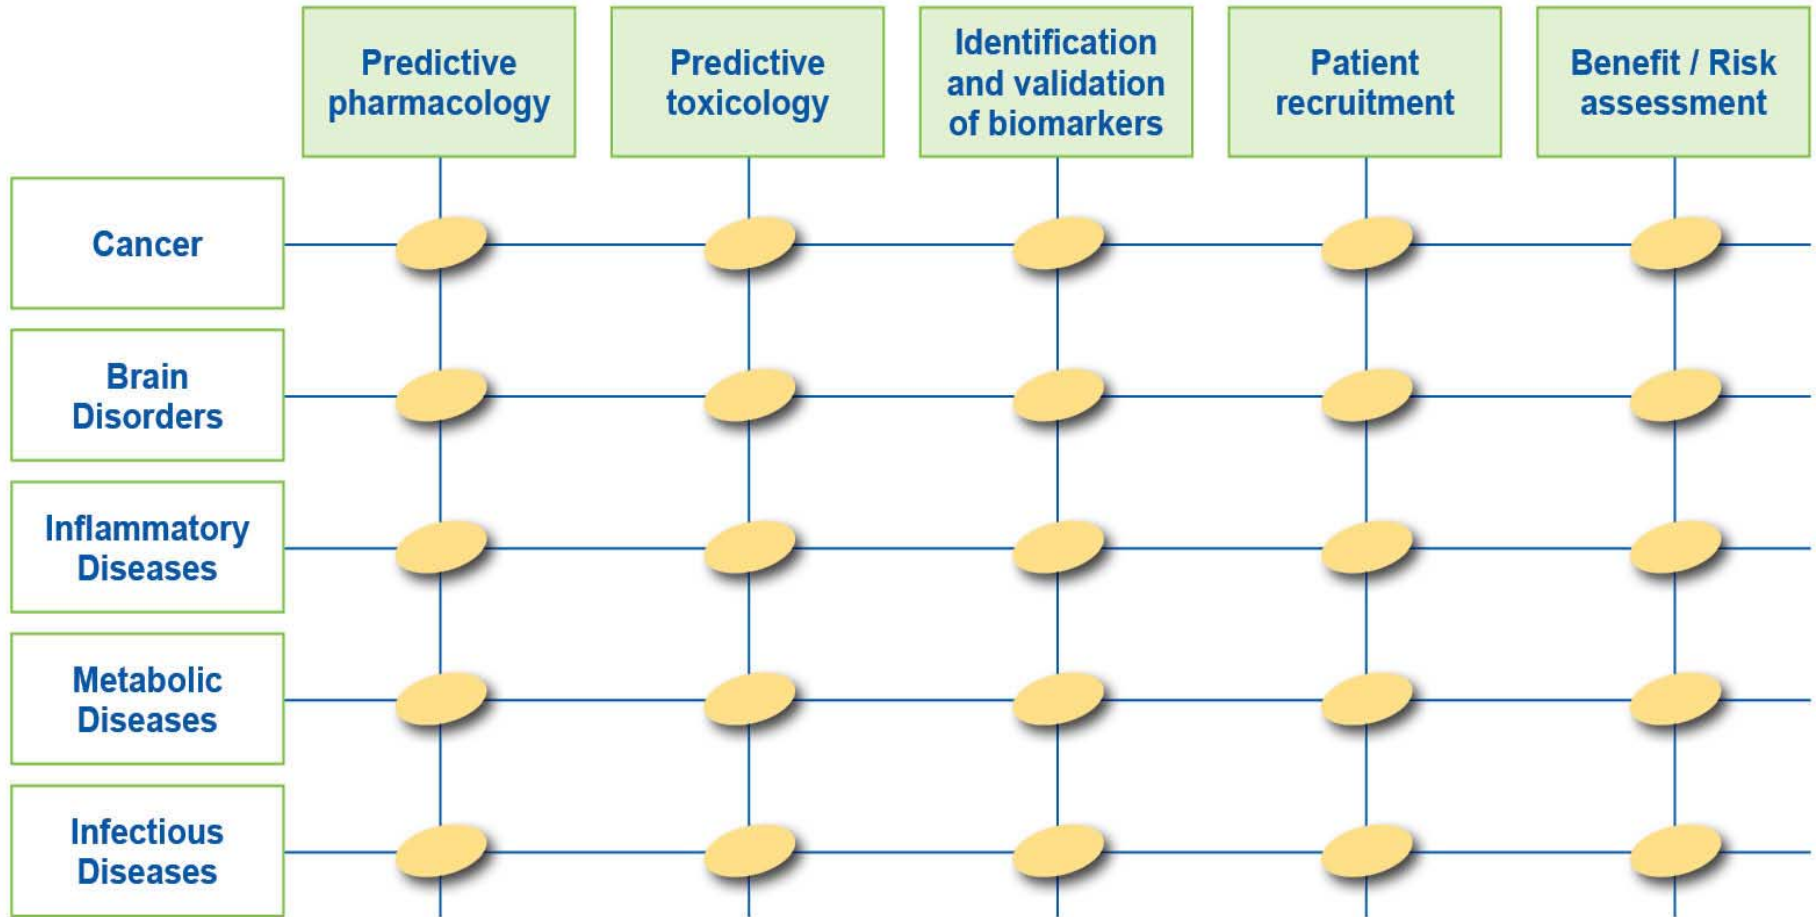 Predictive
pharmacology
Predictive
toxicology
Identification
and validation
of biomarkers
Patient
recruitment
Benefit / Risk
assessment
Cancer
Brain
Disorders
Inflammatory
Diseases
Metabolic
Diseases
Infectious
Diseases